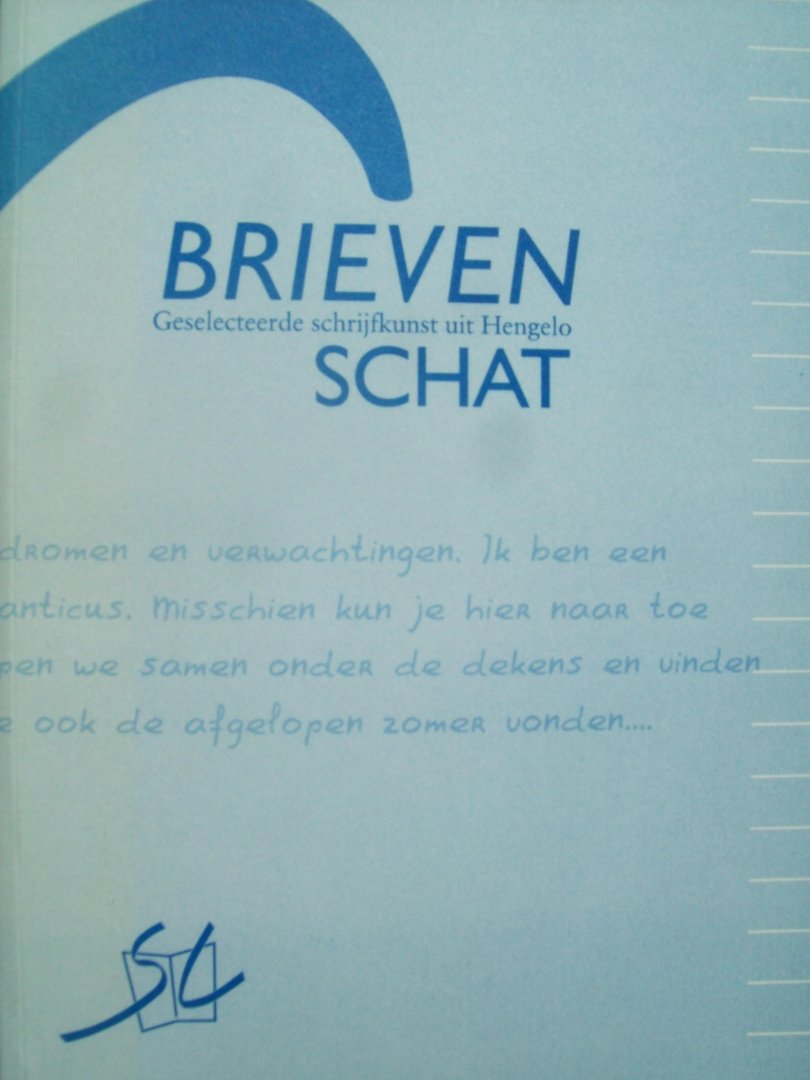 BRIEVEN
Geselecteerde schrijfkunst uit Hengelo
SCHAT
dromen en verwachtingen. Ik ben een
anticus. Misschien kun je hier naar toe
pen we samen onder de dekens en vinden
e ook de afgelopen zomer vonden....
SL